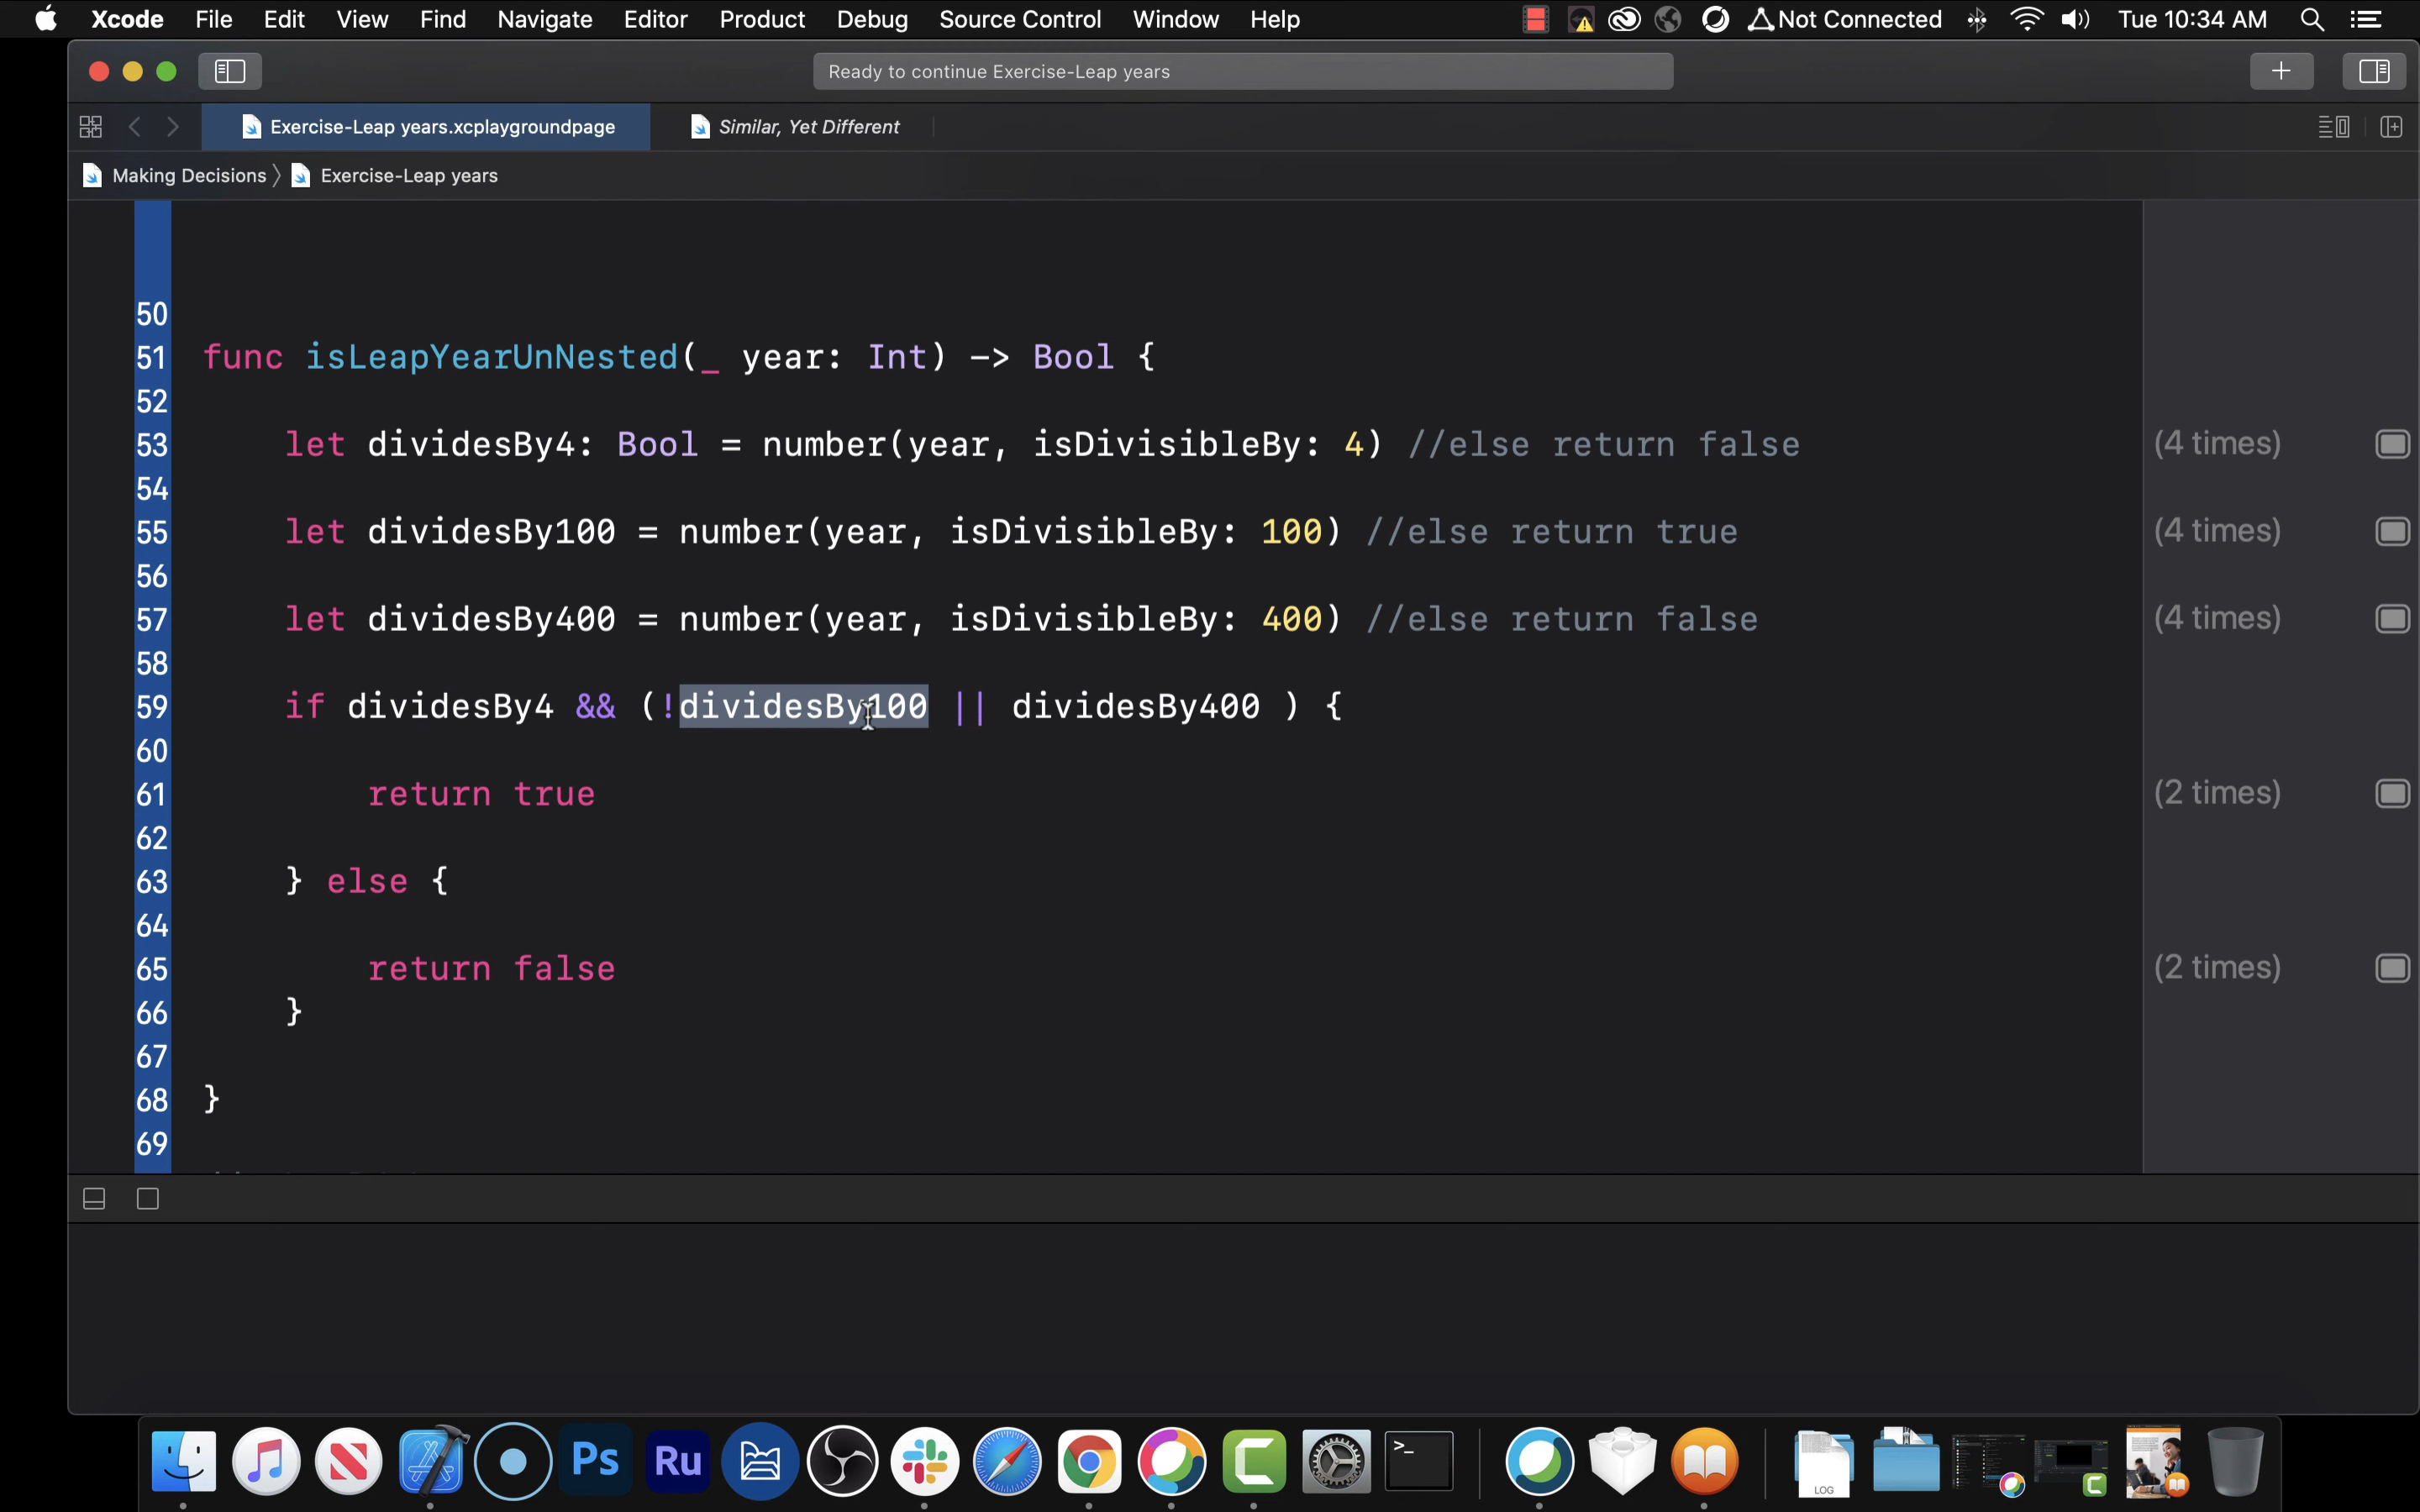 Xcode File Edit View Find Navigate Editor Product Debug Source Control Window Help Not Connected Tue 10:34 AM
Ready to continue Exercise-Leap years
Exercise-Leap years.xcplaygroundpage Similar, Yet Different
Making Decisions Exercise-Leap years
50
51 func isLeapYearUnNested(_ year: Int) -> Bool {
52
53 let dividesBy4: Bool = number(year, isDivisibleBy: 4) //else return false (4 times)
54
55 let dividesBy100 = number(year, isDivisibleBy: 100) //else return true (4 times)
56
57 let dividesBy400 = number(year, isDivisibleBy: 400) //else return false (4 times)
58
59 if dividesBy4 && (!dividesBy100 || dividesBy400 ) {
60
61 return true (2 times)
62
63 } else {
64
65 return false (2 times)
66 }
67
68 }
69
Ps Ru >_ LOG